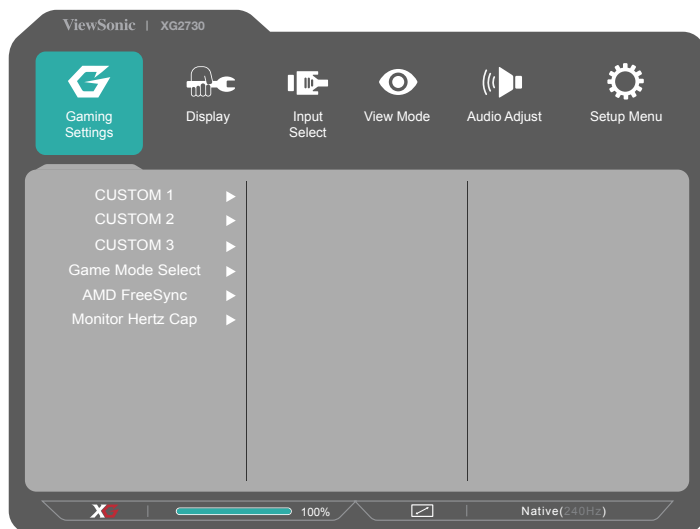 ViewSonic | XG2730
Gaming
Settings
Display
Input
Select
View Mode
Audio Adjust
Setup Menu
CUSTOM 1
CUSTOM 2
CUSTOM 3
Game Mode Select
AMD FreeSync
Monitor Hertz Cap
XG | 100% | Native(240Hz)